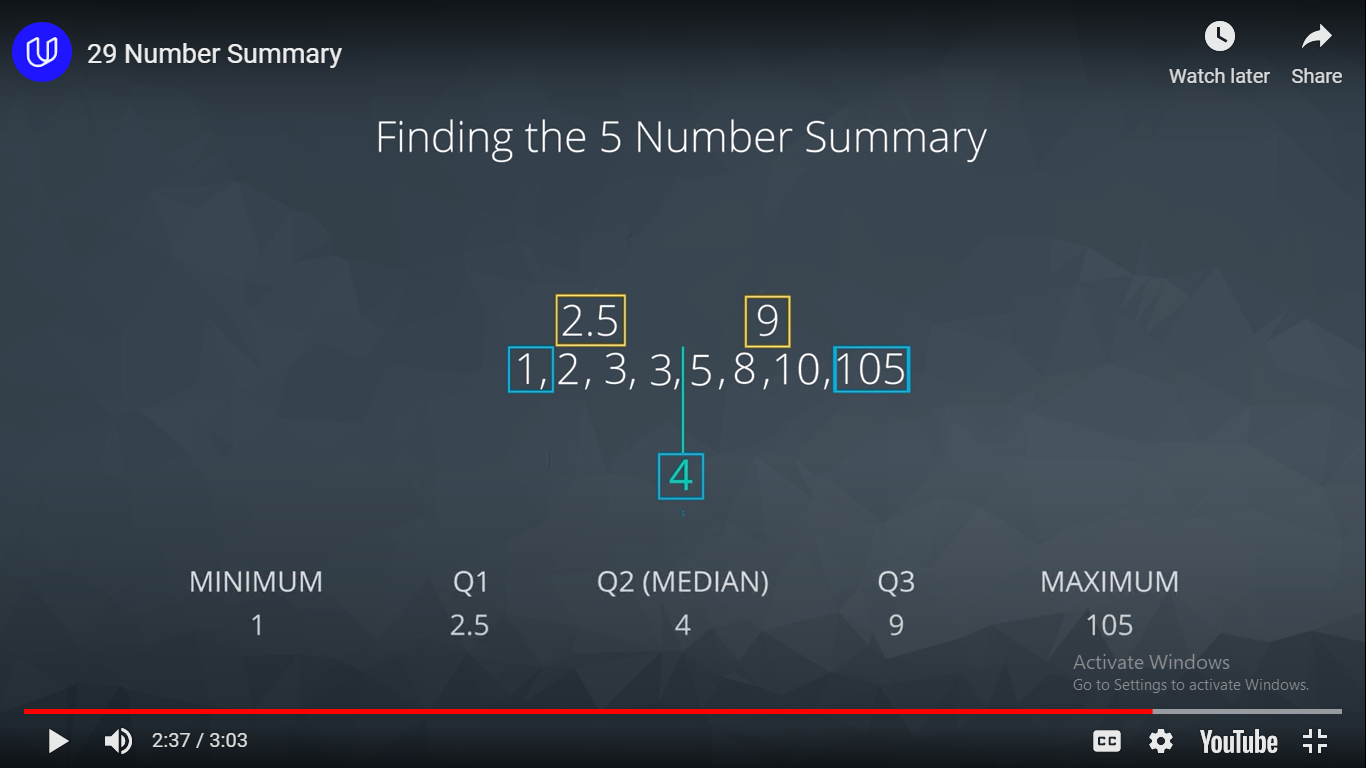 29 Number Summary
Watch later
Share
Finding the 5 Number Summary
2.5
9
1, 2, 3, 3, 5, 8, 10, 105
4
MINIMUM Q1 Q2 (MEDIAN) Q3 MAXIMUM
1 2.5 4 9 105
Activate Windows
Go to Settings to activate Windows.
2:37 / 3:03
CC
YouTube